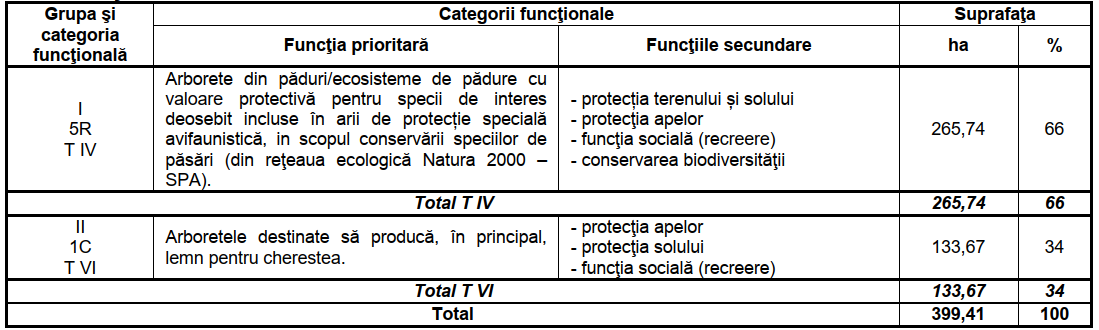 Grupa şi
categoria
funcţională
Categorii funcţionale
Suprafaţa
Funcţia prioritară
Funcţiile secundare
ha
%
I
5R
T IV
Arborete din păduri/ecosisteme de pădure cu
valoare protectivă pentru specii de interes
deosebit incluse în arii de protecție specială
avifaunistică, in scopul conservării speciilor de
păsări (din reţeaua ecologică Natura 2000 –
SPA).
- protecția terenului și solului
- protecţia apelor
- funcţia socială (recreere)
- conservarea biodiversităţii
265,74
66
Total T IV
265,74
66
II
1C
T VI
Arboretele destinate să producă, în principal,
lemn pentru cherestea.
- protecţia apelor
- protecţia solului
- funcţia socială (recreere)
133,67
34
Total T VI
133,67
34
Total
399,41
100